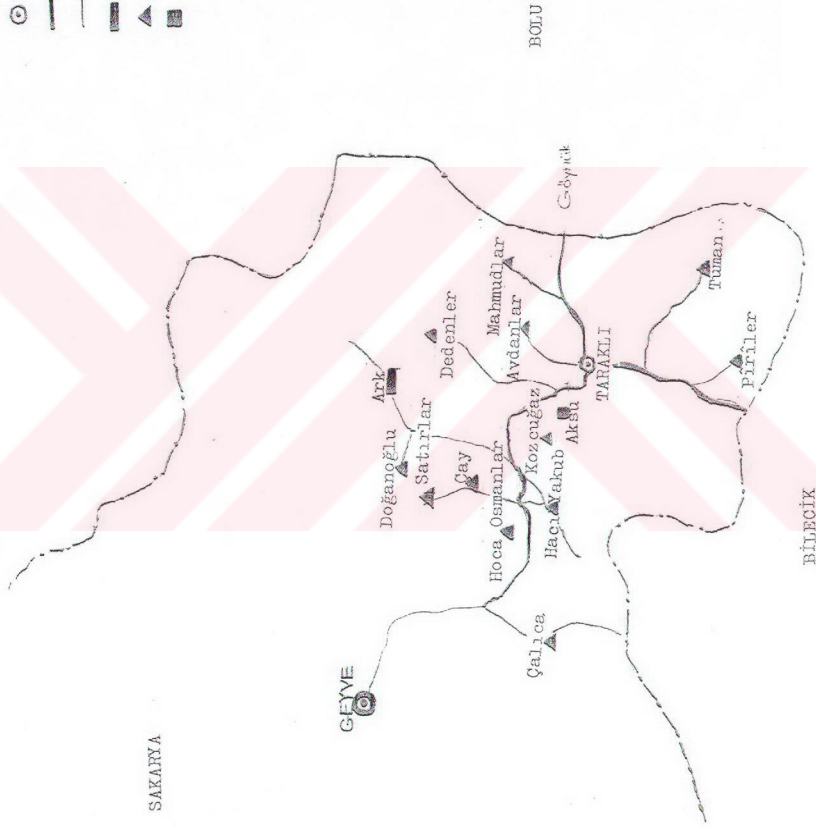 SAKARYA
BOLU
GEYVE
Göynük
Ark
Dedenler
Mahmudlar
Avdanlar
Doğanoğlu
Satırlar
Çay
Hoca Osmanlar
Kozcuğaz
Aksu
TARAKLI
Hacı Yakub
Tuman
Pirîler
Çalıca
BİLECİK